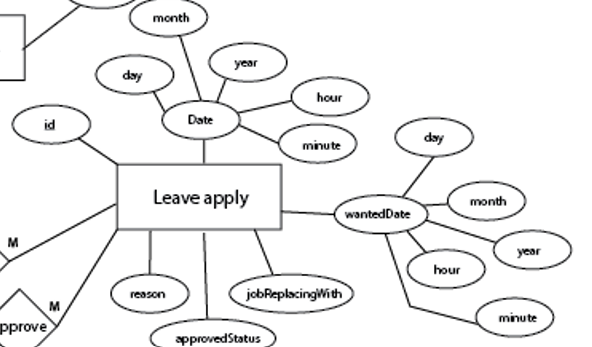 month
year
day
hour
id
Date
minute
day
Leave apply
month
wantedDate
M
year
hour
reason
jobReplacingWith
M
minute
pprove
approvedStatus